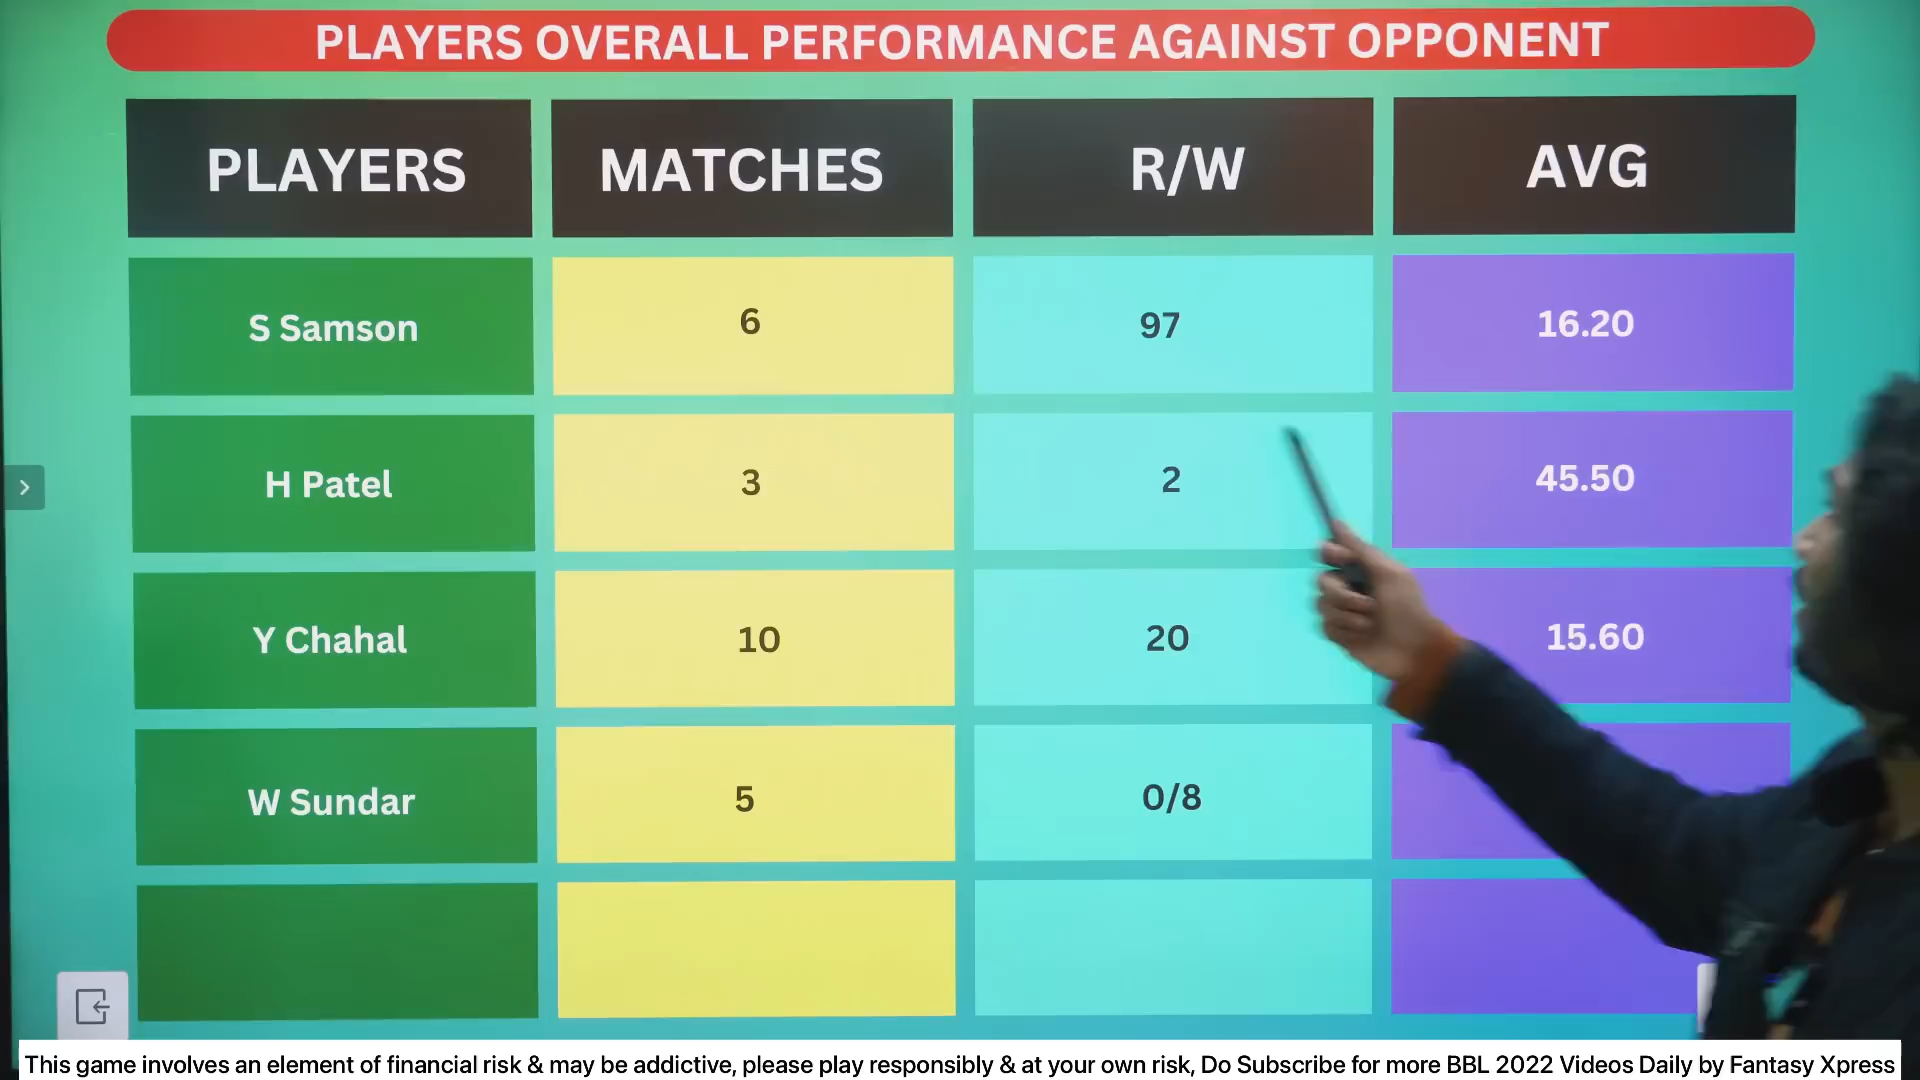 PLAYERS OVERALL PERFORMANCE AGAINST OPPONENT
PLAYERS MATCHES R/W AVG
S Samson 6 97 16.20
H Patel 3 2 45.50
Y Chahal 10 20 15.60
W Sundar 5 0/8
This game involves an element of financial risk & may be addictive, please play responsibly & at your own risk, Do Subscribe for more BBL 2022 Videos Daily by Fantasy Xpress